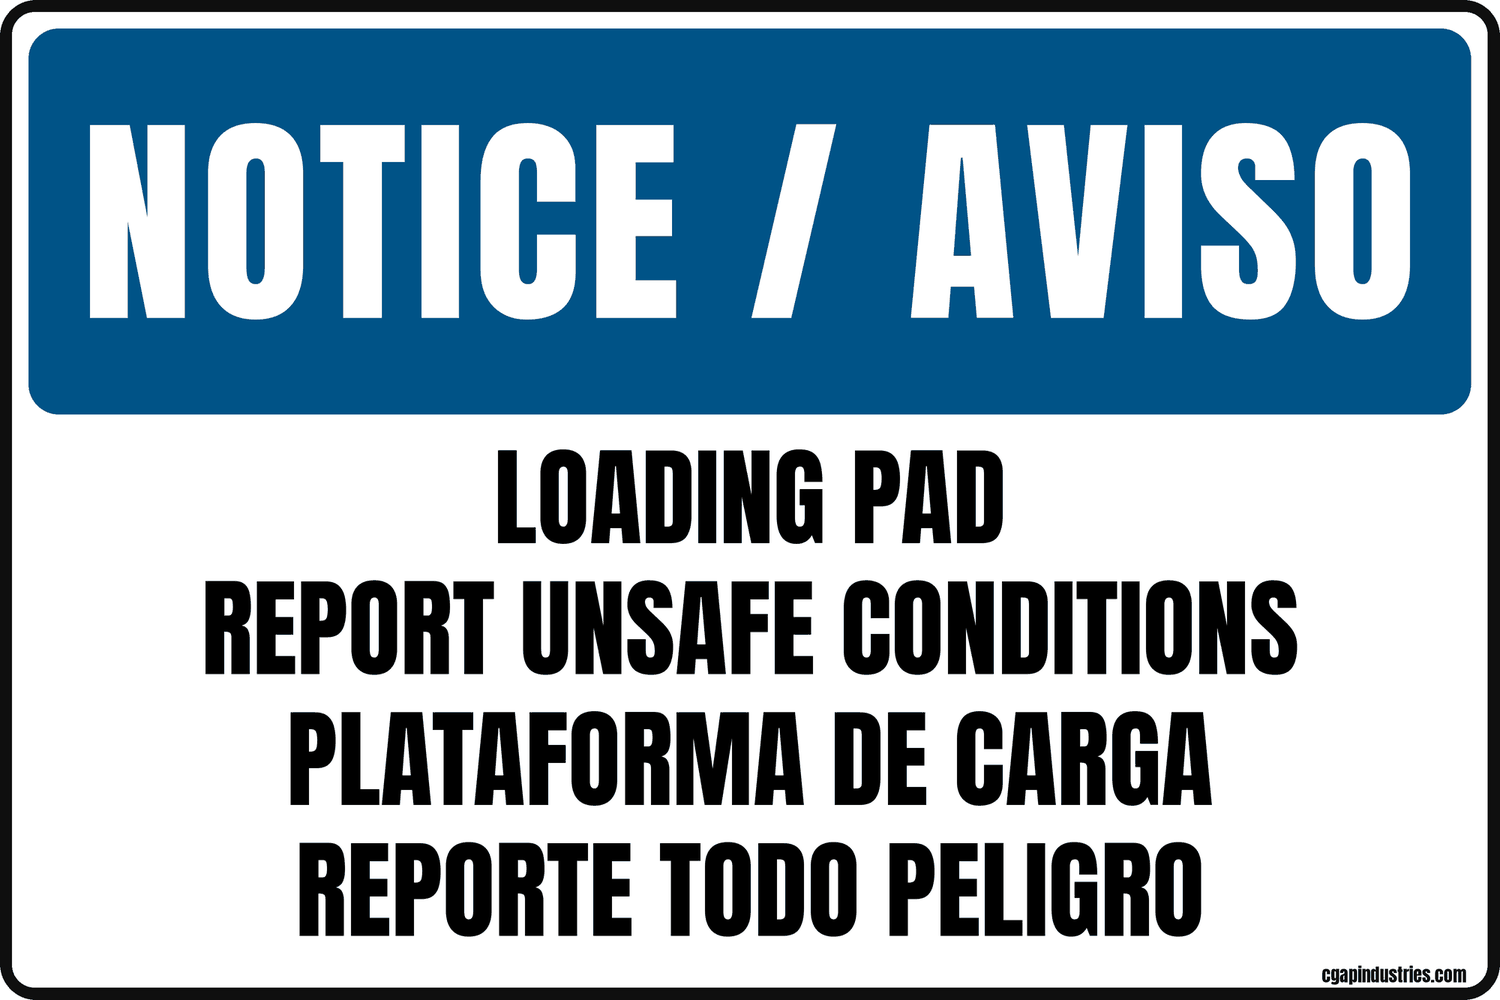 NOTICE / AVISO
LOADING PAD
REPORT UNSAFE CONDITIONS
PLATAFORMA DE CARGA
REPORTE TODO PELIGRO
cgapindustries.com